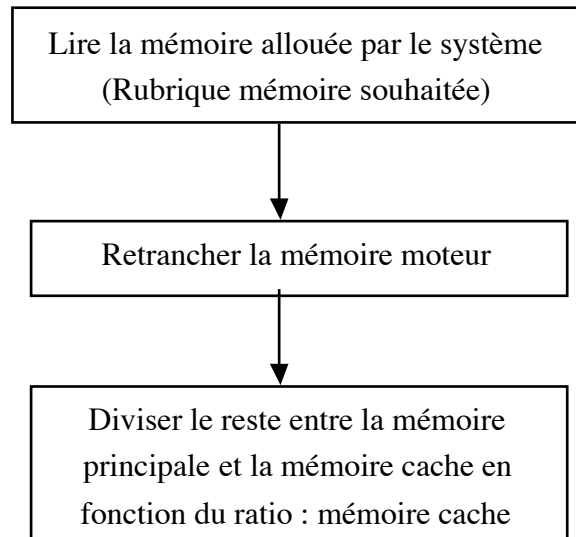 Lire la mémoire allouée par le système
(Rubrique mémoire souhaitée)
Retrancher la mémoire moteur
Diviser le reste entre la mémoire
principale et la mémoire cache en
fonction du ratio : mémoire cache